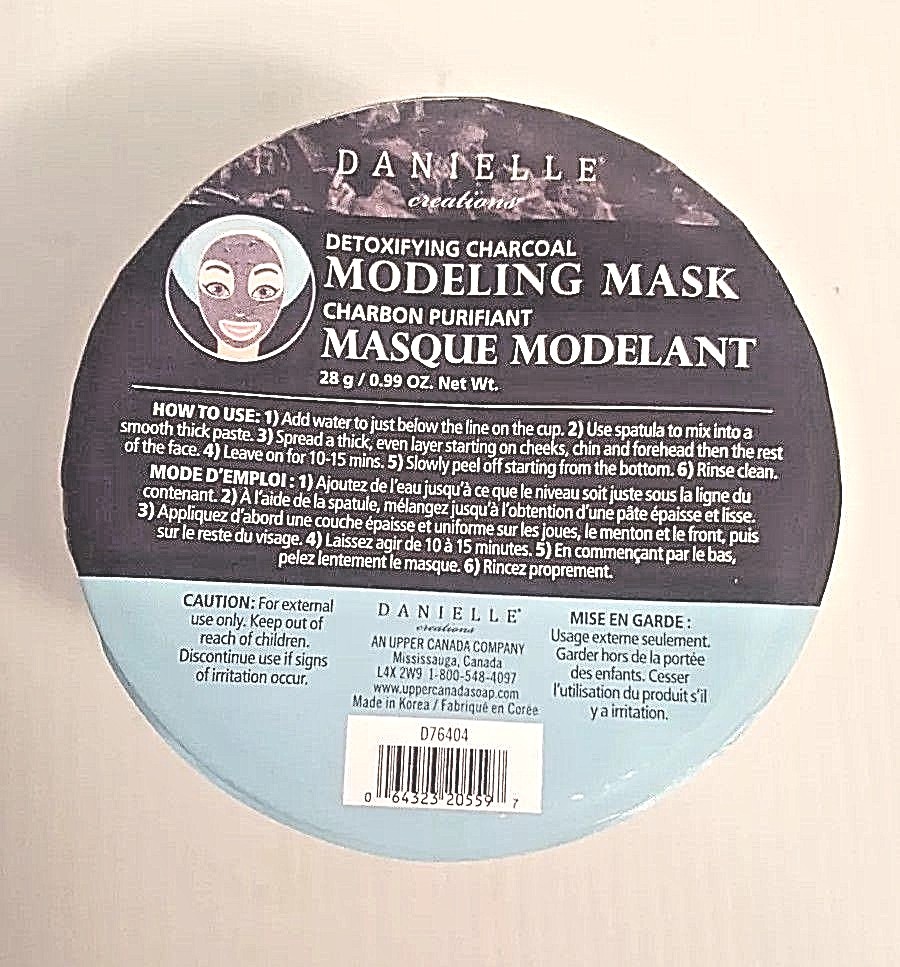 DANIELLE®
creations
DETOXIFYING CHARCOAL
MODELING MASK
CHARBON PURIFIANT
MASQUE MODELANT
28 g / 0.99 OZ. Net Wt.
HOW TO USE: 1) Add water to just below the line on the cup. 2) Use spatula to mix into a
smooth thick paste. 3) Spread a thick, even layer starting on cheeks, chin and forehead then the rest
of the face. 4) Leave on for 10-15 mins. 5) Slowly peel off starting from the bottom. 6) Rinse clean.
MODE D'EMPLOI : 1) Ajoutez de l'eau jusqu'à ce que le niveau soit juste sous la ligne du
contenant. 2) À l'aide de la spatule, mélangez jusqu'à l'obtention d'une pâte épaisse et lisse.
3) Appliquez d'abord une couche épaisse et uniforme sur les joues, le menton et le front, puis
sur le reste du visage. 4) Laissez agir de 10 à 15 minutes. 5) En commençant par le bas,
pelez lentement le masque. 6) Rincez proprement.
CAUTION: For external
use only. Keep out of
reach of children.
Discontinue use if signs
of irritation occur.
DANIELLE®
creations
AN UPPER CANADA COMPANY
Mississauga, Canada
L4X 2W9 1-800-548-4097
www.uppercanadasoap.com
Made in Korea / Fabriqué en Corée
MISE EN GARDE :
Usage externe seulement.
Garder hors de la portée
des enfants. Cesser
l'utilisation du produit s'il
y a irritation.
D76404
0 64323 20559 7